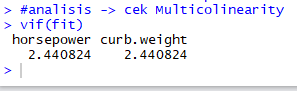 > #analisis -> cek Multicolinearity
> vif(fit)
horsepower curb.weight
2.440824 2.440824
>